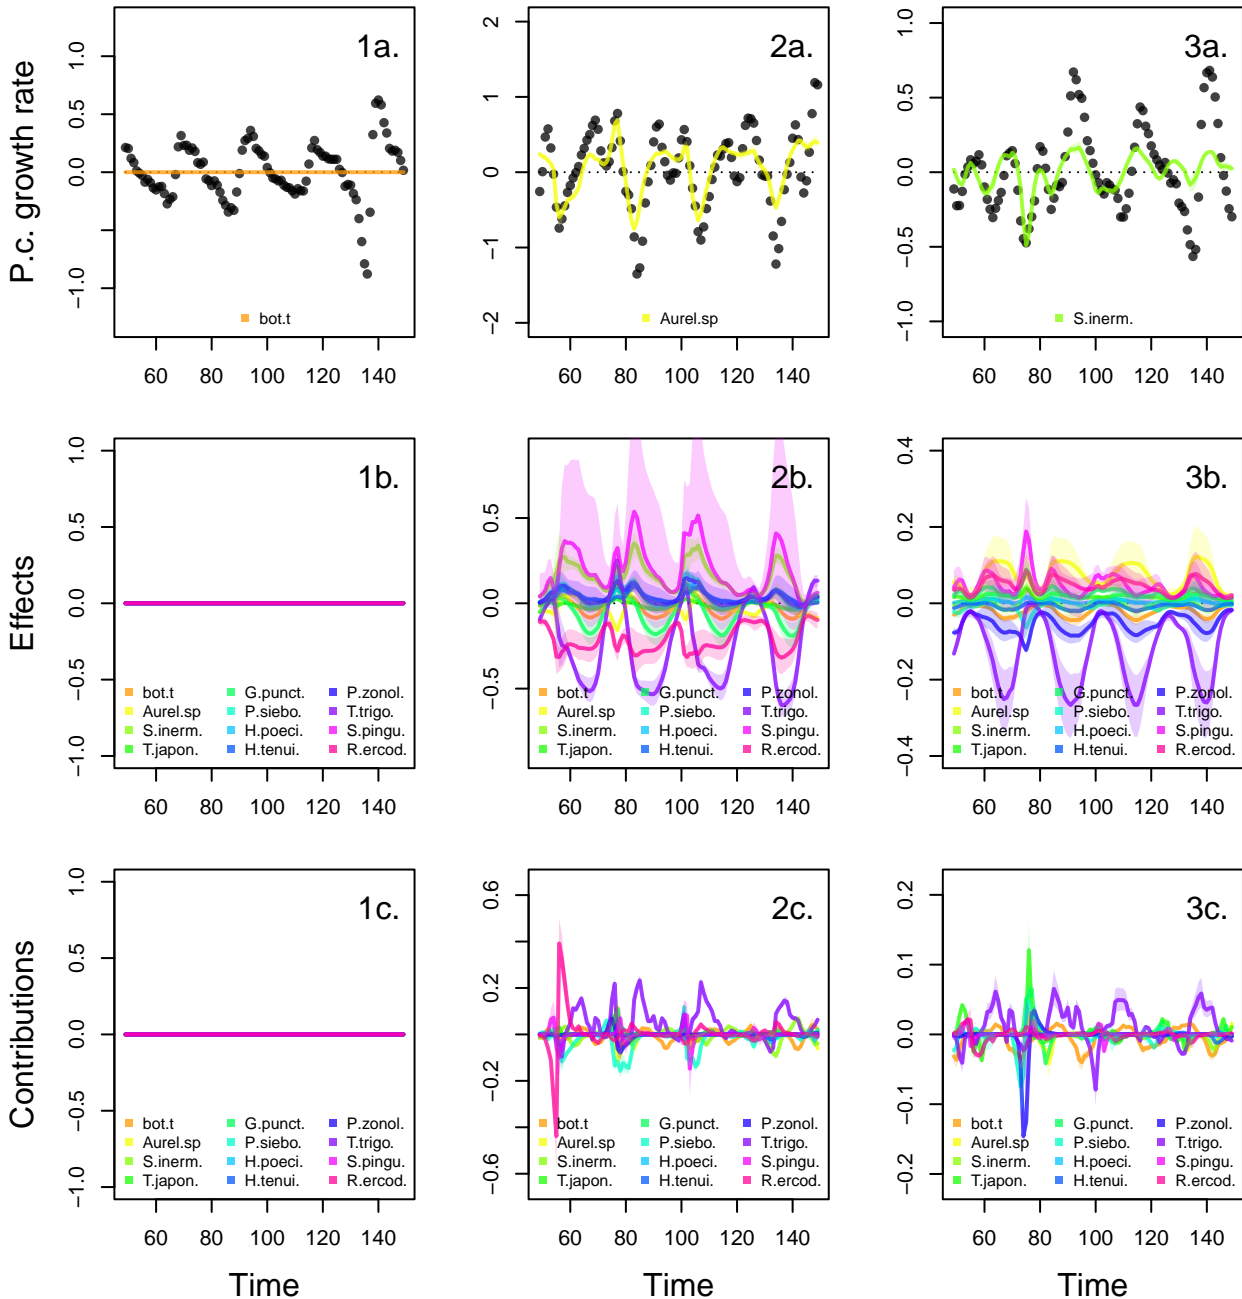 P.c. growth rate
1.0
0.5
0.0
−1.0
1a.
bot.t
60 80 100 120 140
2
1
0
−1
−2
2a.
Aurel.sp
60 80 100 120 140
1.0
0.5
0.0
−0.5
−1.0
3a.
S.inerm.
60 80 100 120 140
Effects
1.0
0.5
0.0
−0.5
−1.0
1b.
bot.t G.punct. P.zonol.
Aurel.sp P.siebo. T.trigo.
S.inerm. H.poeci. S.pingu.
T.japon. H.tenui. R.ercod.
60 80 100 120 140
0.5
0.0
−0.5
2b.
bot.t G.punct. P.zonol.
Aurel.sp P.siebo. T.trigo.
S.inerm. H.poeci. S.pingu.
T.japon. H.tenui. R.ercod.
60 80 100 120 140
0.4
0.2
0.0
−0.2
−0.4
3b.
bot.t G.punct. P.zonol.
Aurel.sp P.siebo. T.trigo.
S.inerm. H.poeci. S.pingu.
T.japon. H.tenui. R.ercod.
60 80 100 120 140
Contributions
1.0
0.5
0.0
−0.5
−1.0
1c.
bot.t G.punct. P.zonol.
Aurel.sp P.siebo. T.trigo.
S.inerm. H.poeci. S.pingu.
T.japon. H.tenui. R.ercod.
60 80 100 120 140
Time
0.6
0.2
−0.2
−0.6
2c.
bot.t G.punct. P.zonol.
Aurel.sp P.siebo. T.trigo.
S.inerm. H.poeci. S.pingu.
T.japon. H.tenui. R.ercod.
60 80 100 120 140
Time
0.2
0.1
0.0
−0.1
−0.2
3c.
bot.t G.punct. P.zonol.
Aurel.sp P.siebo. T.trigo.
S.inerm. H.poeci. S.pingu.
T.japon. H.tenui. R.ercod.
60 80 100 120 140
Time